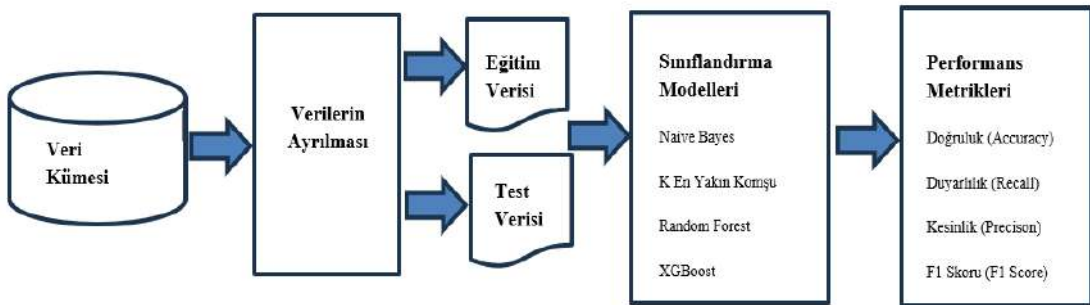 Veri
Kümesi
Verilerin
Ayrılması
Eğitim
Verisi
Test
Verisi
Sınıflandırma
Modelleri
Naive Bayes
K En Yakın Komşu
Random Forest
XGBoost
Performans
Metrikleri
Doğruluk (Accuracy)
Duyarlılık (Recall)
Kesinlik (Precison)
F1 Skoru (F1 Score)